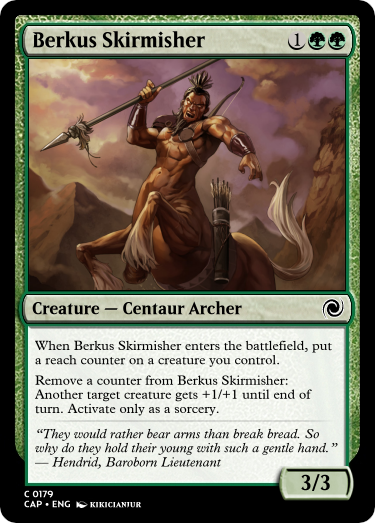 Berkus Skirmisher 1
Creature — Centaur Archer
When Berkus Skirmisher enters the battlefield, put
a reach counter on a creature you control.
Remove a counter from Berkus Skirmisher:
Another target creature gets +1/+1 until end of
turn. Activate only as a sorcery.
“They would rather bear arms than break bread. So
why do they hold their young with such a gentle hand.”
— Hendrid, Baroborn Lieutenant
3/3
C 0179
CAP • ENG KIKICIANJUR